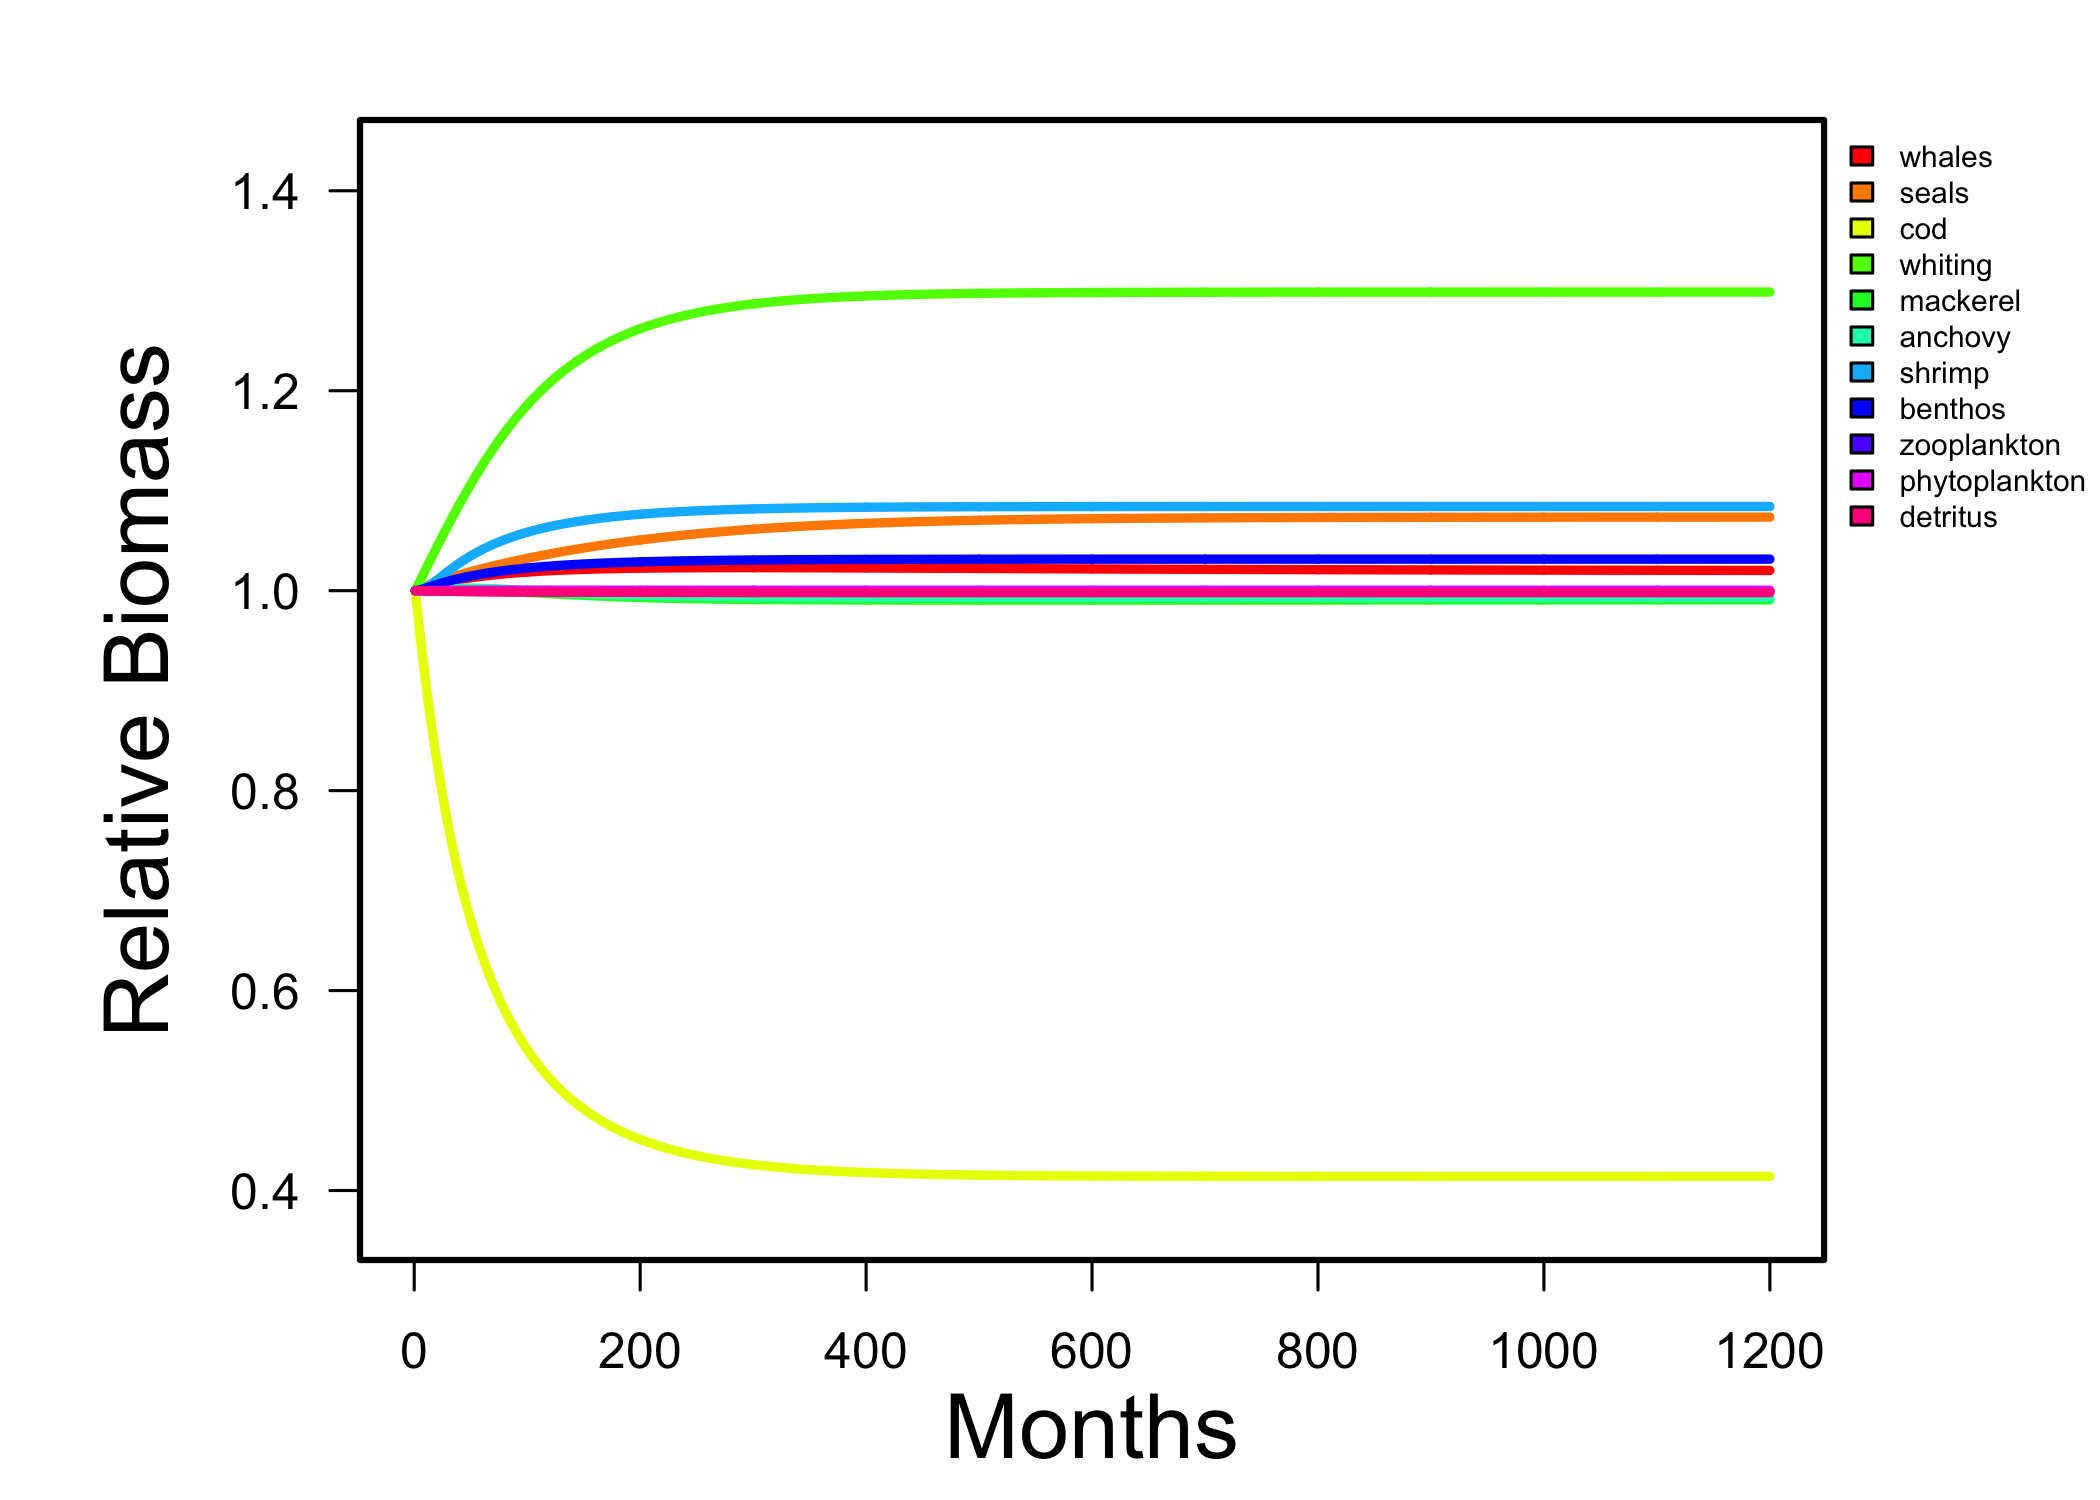 Relative Biomass
1.4
1.2
1.0
0.8
0.6
0.4
0 200 400 600 800 1000 1200
Months
whales
seals
cod
whiting
mackerel
anchovy
shrimp
benthos
zooplankton
phytoplankton
detritus